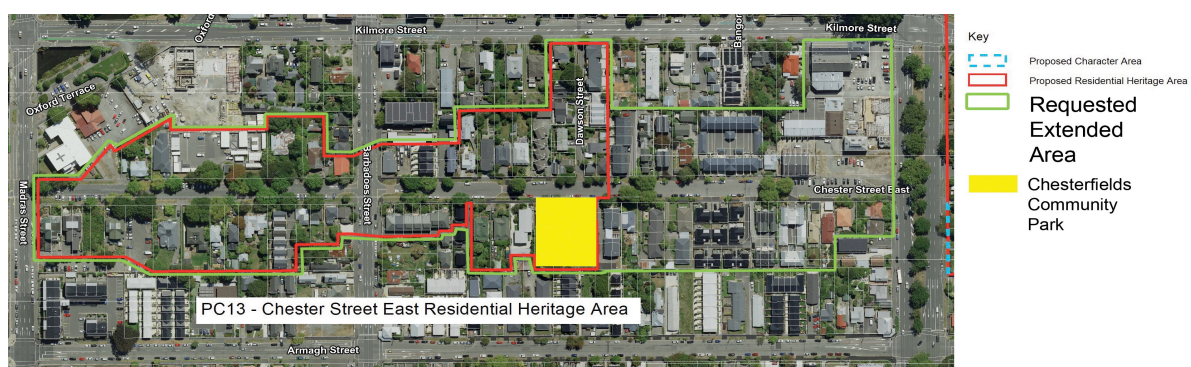 Oxford
Kilmore Street
Bangor
Kilmore Street
Oxford Terrace
Dawson Street
Barbadoes Street
Madras Street
Chester Street East
PC13 - Chester Street East Residential Heritage Area
Armagh Street
Key
Proposed Character Area
Proposed Residential Heritage Area
Requested
Extended
Area
Chesterfields
Community
Park